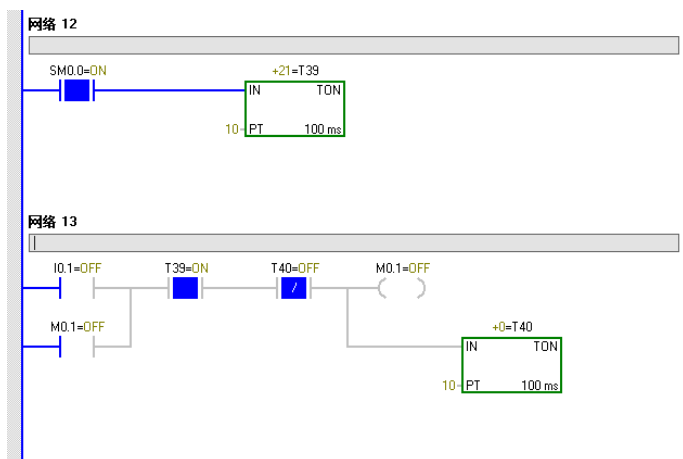 网络 12
SM0.0=ON
+21=T39
IN TON
10 PT 100 ms
网络 13
I0.1=OFF T39=ON T40=OFF M0.1=OFF
/
M0.1=OFF
+0=T40
IN TON
10 PT 100 ms